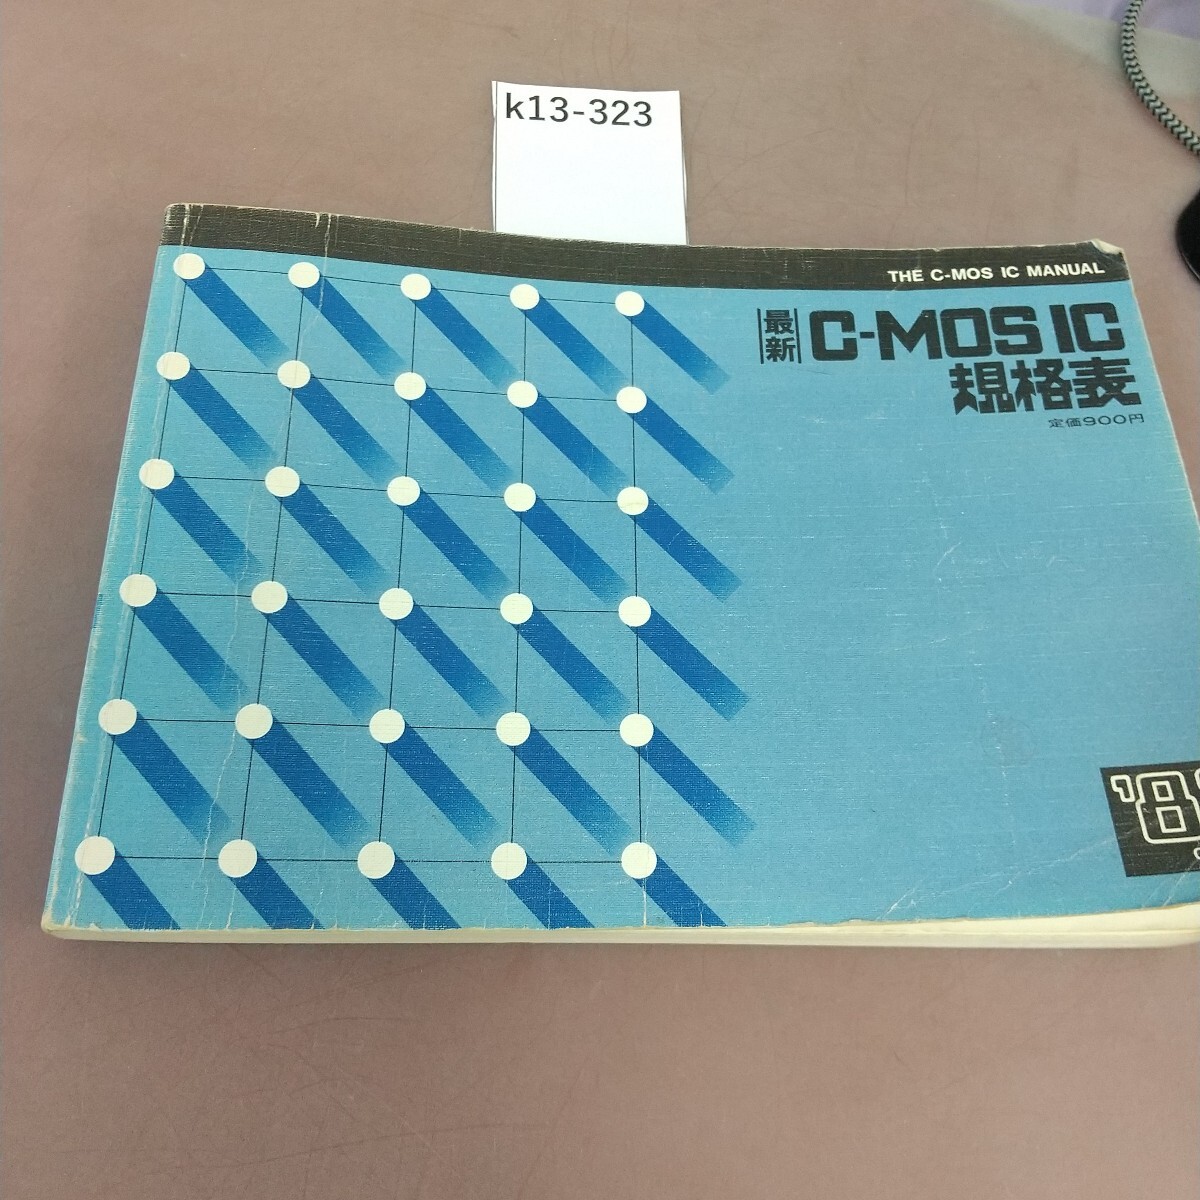 k13-323
THE C-MOS IC MANUAL
最新
C-MOS IC
規格表
定価900円